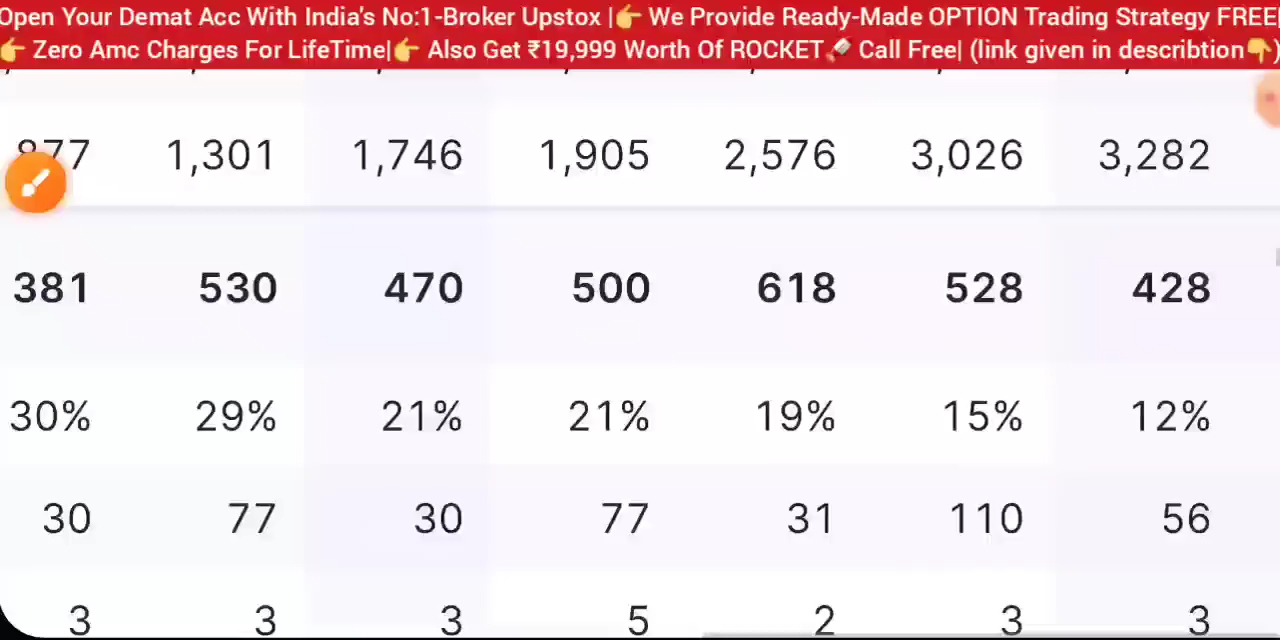 Open Your Demat Acc With India's No:1-Broker Upstox |👉 We Provide Ready-Made OPTION Trading Strategy FREE|
👉 Zero Amc Charges For LifeTime|👉 Also Get ₹19,999 Worth Of ROCKET🚀 Call Free| (link given in describtion👇)
877 1,301 1,746 1,905 2,576 3,026 3,282
381 530 470 500 618 528 428
30% 29% 21% 21% 19% 15% 12%
30 77 30 77 31 110 56
3 3 3 5 2 3 3